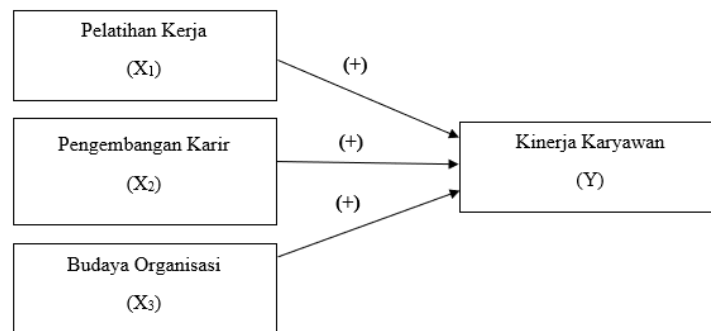 Pelatihan Kerja
(X₁)
(+)
Pengembangan Karir
(X₂)
(+)
Kinerja Karyawan
(Y)
(+)
Budaya Organisasi
(X₃)